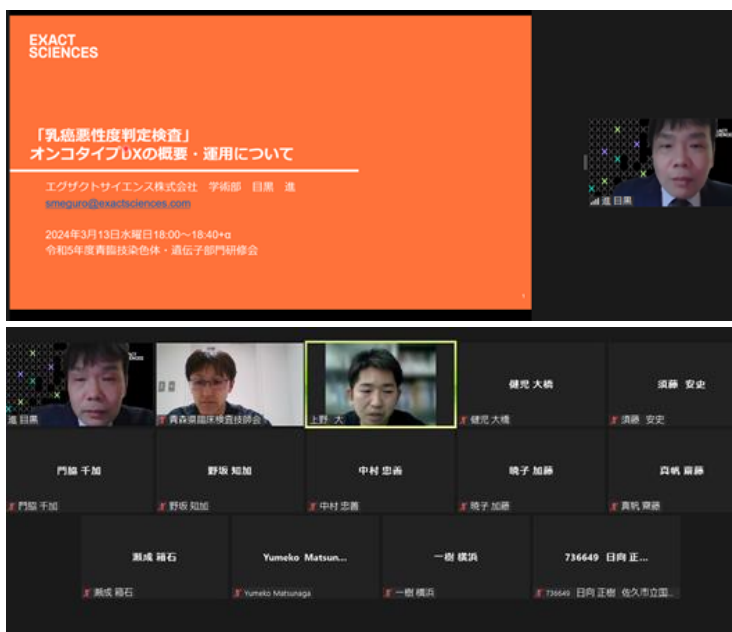 EXACT
SCIENCES
「乳癌悪性度判定検査」
オンコタイプDXの概要・運用について
エグザクトサイエンス株式会社 学術部 目黒 進
smeguro@exactsciences.com
2024年3月13日水曜日18:00～18:40+α
令和5年度青臨技染色体・遺伝子部門研修会
進 目黒
進 目黒
青森県臨床検査技師会
上野 大
健児 大橋
健児 大橋
須藤 安史
須藤 安史
門脇 千加
門脇 千加
野坂 知加
野坂 知加
中村 忠善
中村 忠善
暁子 加藤
暁子 加藤
真帆 齋藤
真帆 齋藤
瀬成 箱石
瀬成 箱石
Yumeko Matsun...
Yumeko Matsunaga
一樹 横浜
一樹 横浜
736649 日向 正...
736649 日向 正樹 佐久市立国...